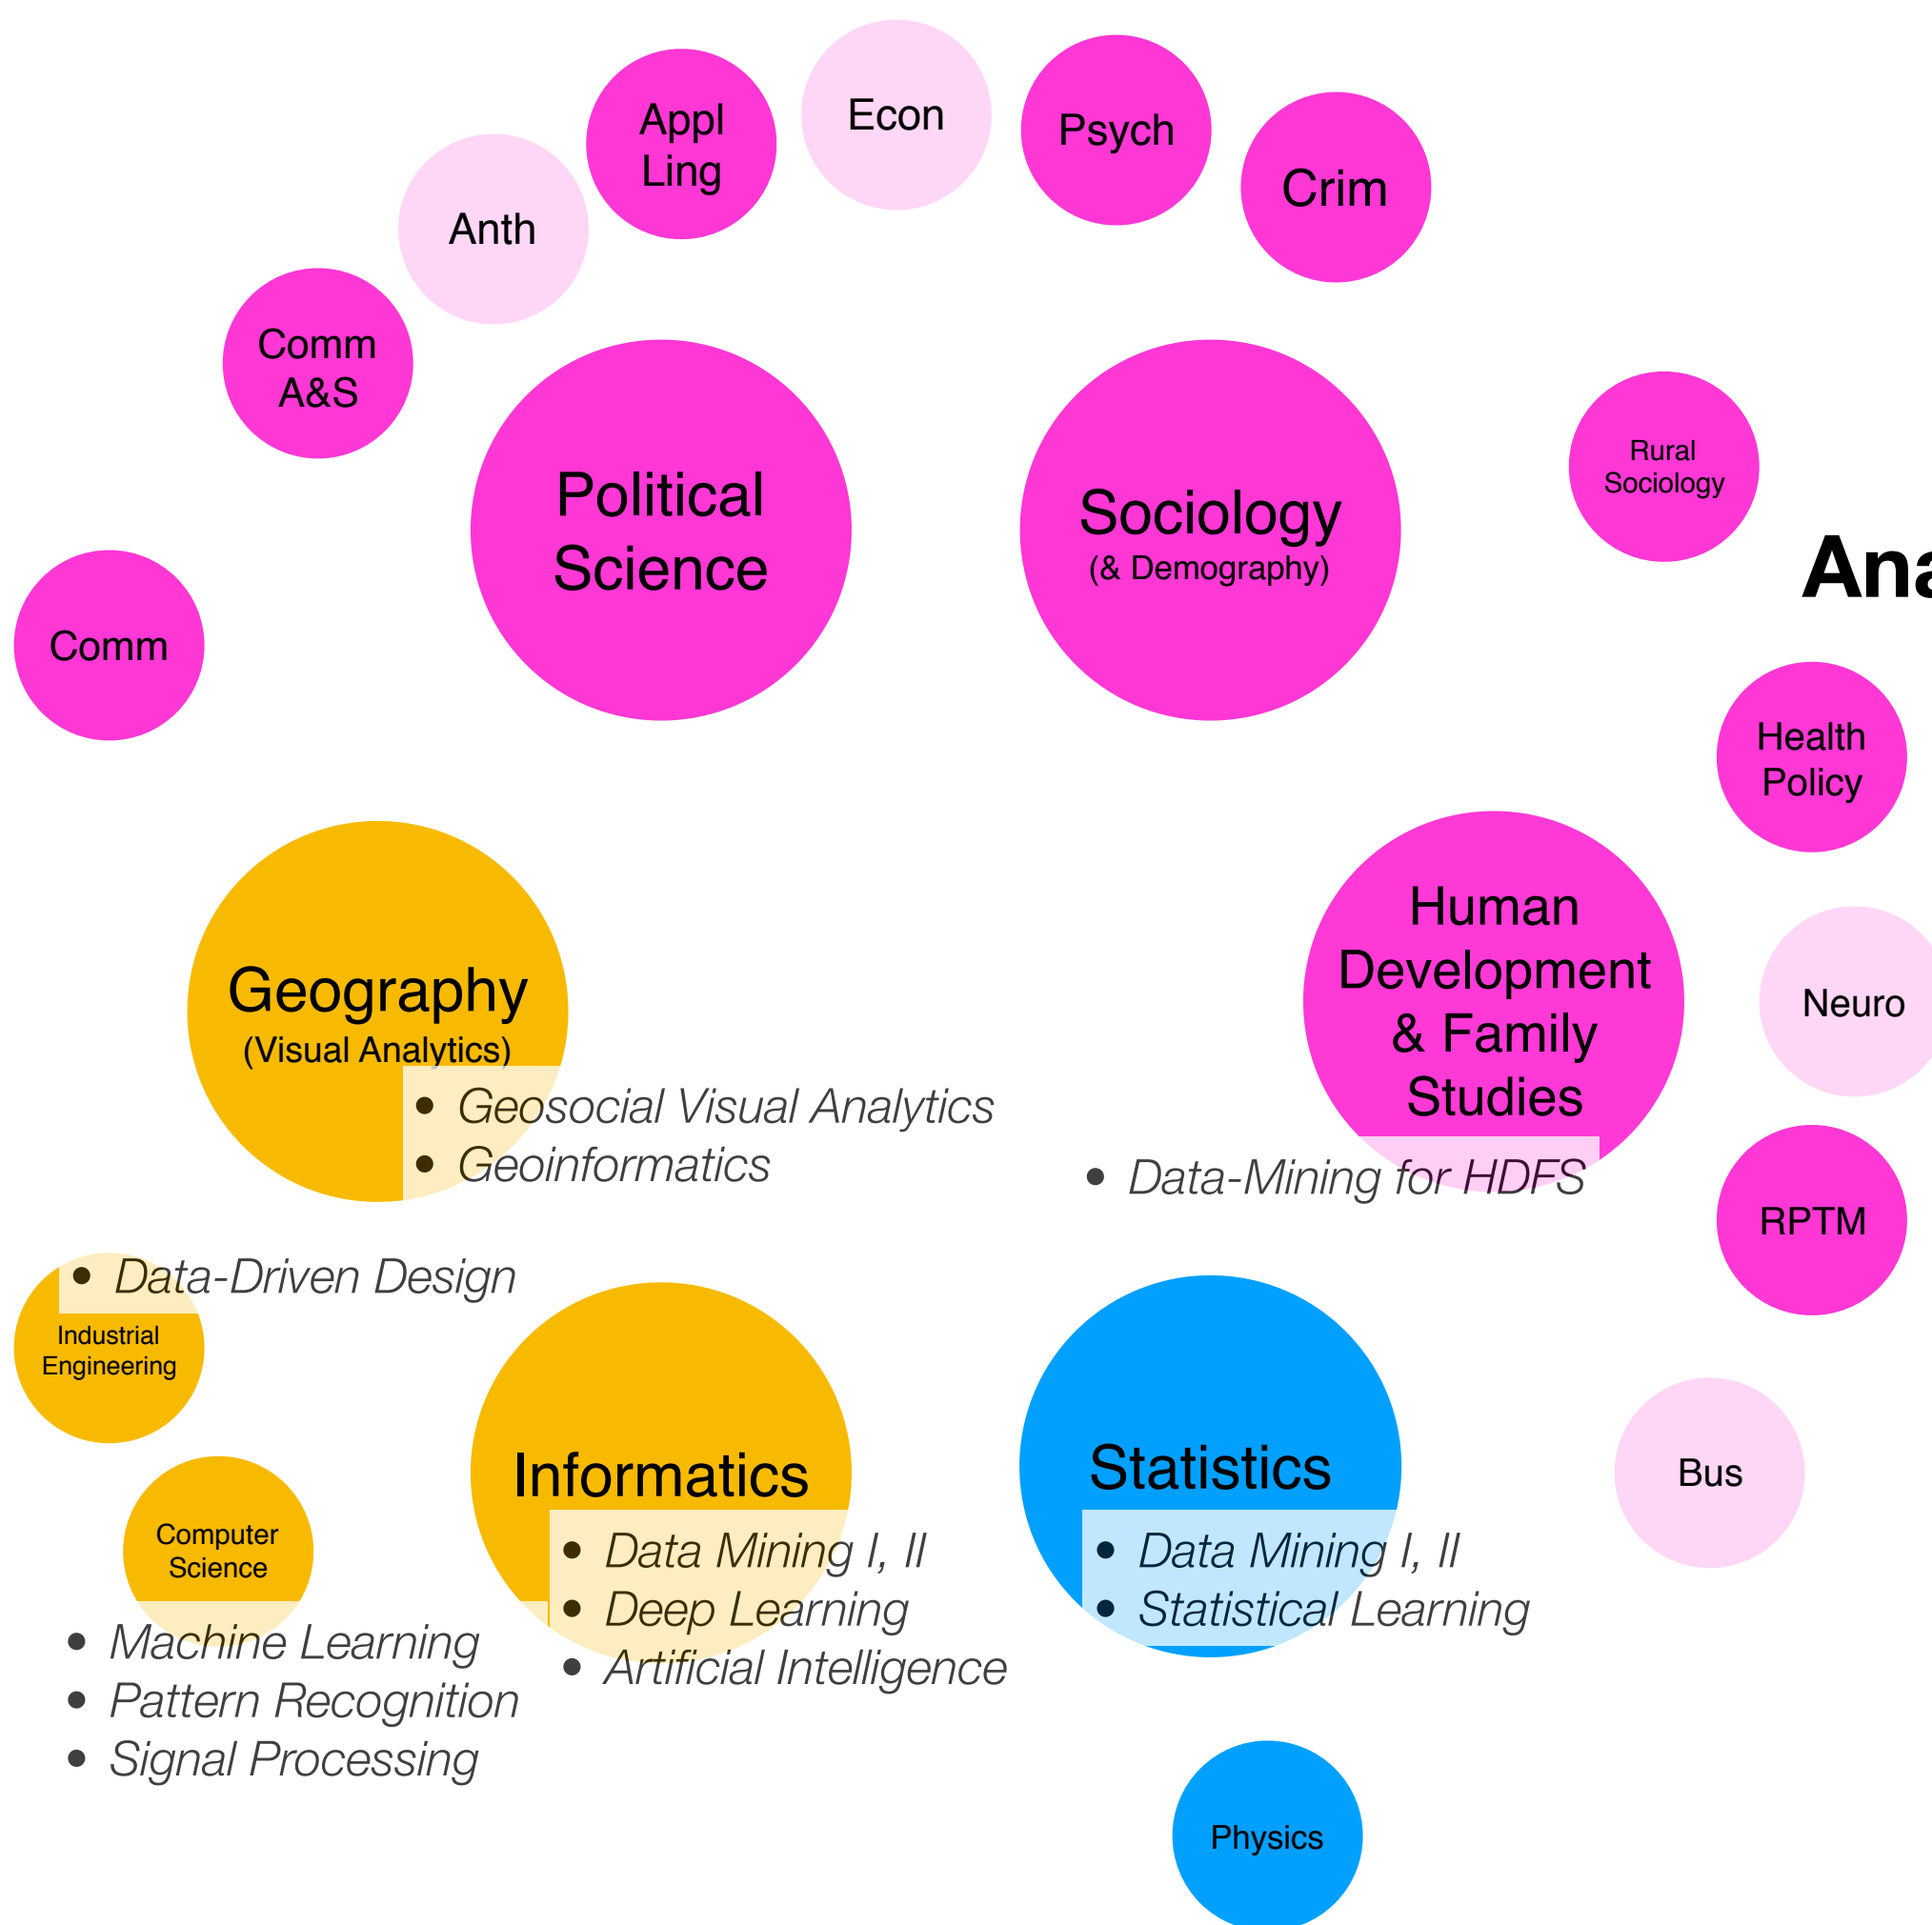 Econ
Psych
Appl
Ling
Crim
Anth
Comm
A&S
Rural
Sociology
Political
Science
Sociology
(& Demography)
Ana
Comm
Health
Policy
Human
Development
& Family
Studies
Geography
(Visual Analytics)
Neuro
• Geosocial Visual Analytics
• Geoinformatics
• Data-Mining for HDFS
RPTM
• Data-Driven Design
Industrial
Engineering
Informatics
Statistics
Bus
Computer
Science
• Data Mining I, II
• Deep Learning
• Artificial Intelligence
• Data Mining I, II
• Statistical Learning
• Machine Learning
• Pattern Recognition
• Signal Processing
Physics